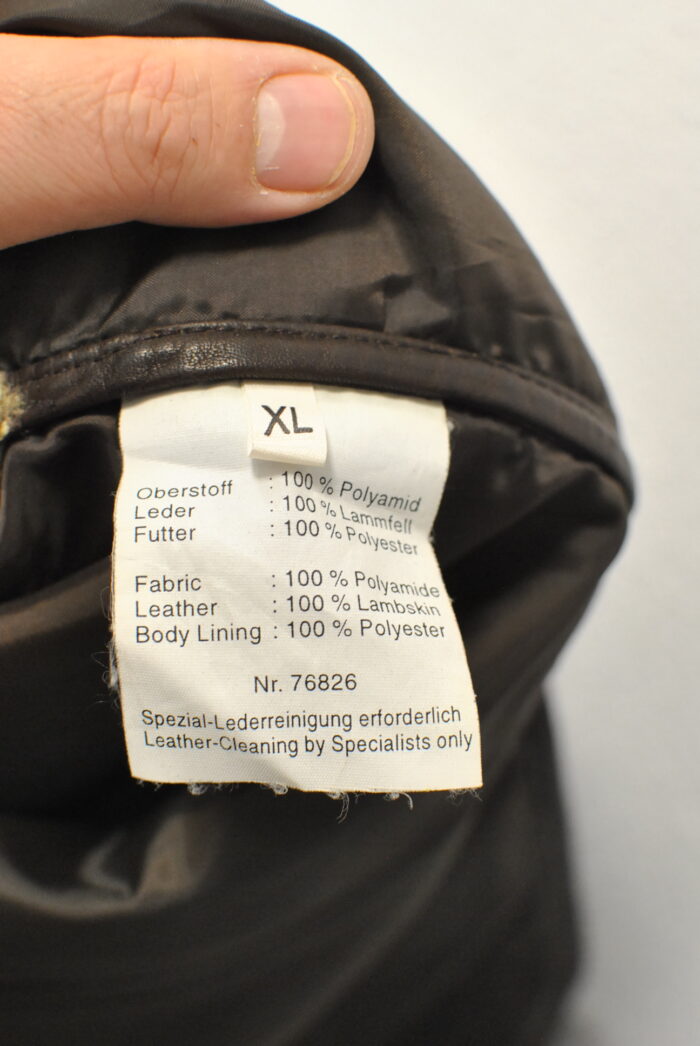 XL
Oberstoff : 100 % Polyamid
Leder : 100 % Lammfell
Futter : 100 % Polyester
Fabric : 100 % Polyamide
Leather : 100 % Lambskin
Body Lining : 100 % Polyester
Nr. 76826
Spezial-Lederreinigung erforderlich
Leather-Cleaning by Specialists only